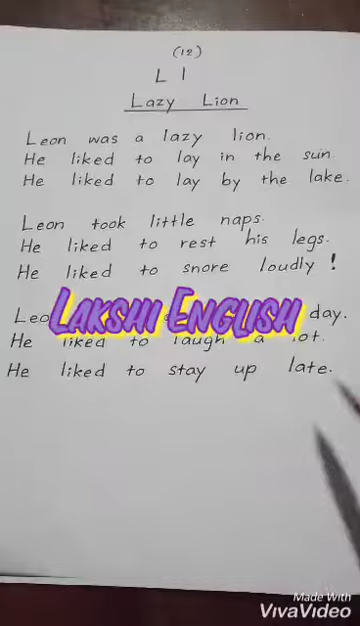 (12)
L l
Lazy Lion
Leon was a lazy lion.
He liked to lay in the sun.
He liked to lay by the lake.
Leon took little naps.
He liked to rest his legs.
He liked to snore loudly!
LAKSHI ENGLISH
day.
He liked to laugh a lot.
He liked to stay up late.
Made With
VivaVideo